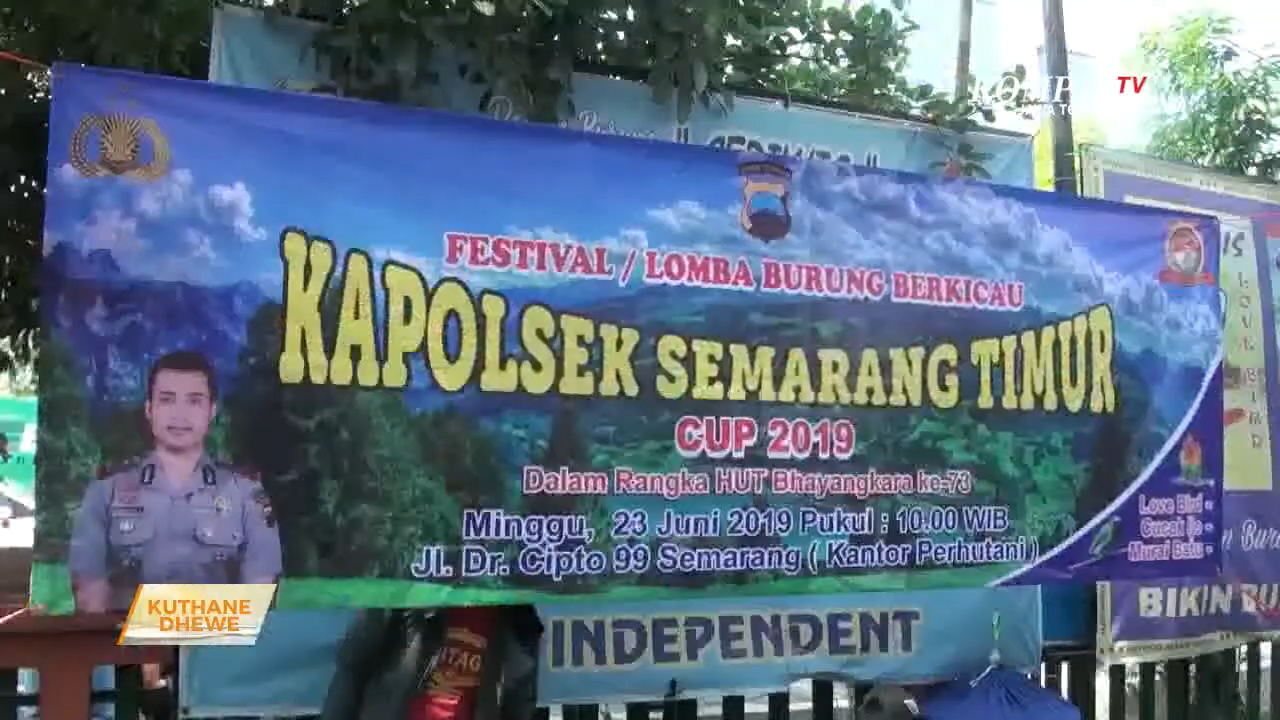 TV
FESTIVAL / LOMBA BURUNG BERKICAU
KAPOLSEK SEMARANG TIMUR
CUP 2019
Dalam Rangka HUT Bhayangkara ke-73
Minggu, 23 Juni 2019 Pukul : 10.00 WIB
Jl. Dr. Cipto 99 Semarang ( Kantor Perhutani )
Love Bird -
Cucak Ijo -
Murai Batu -
KUTHANE
DHEWE
INDEPENDENT
BIKIN